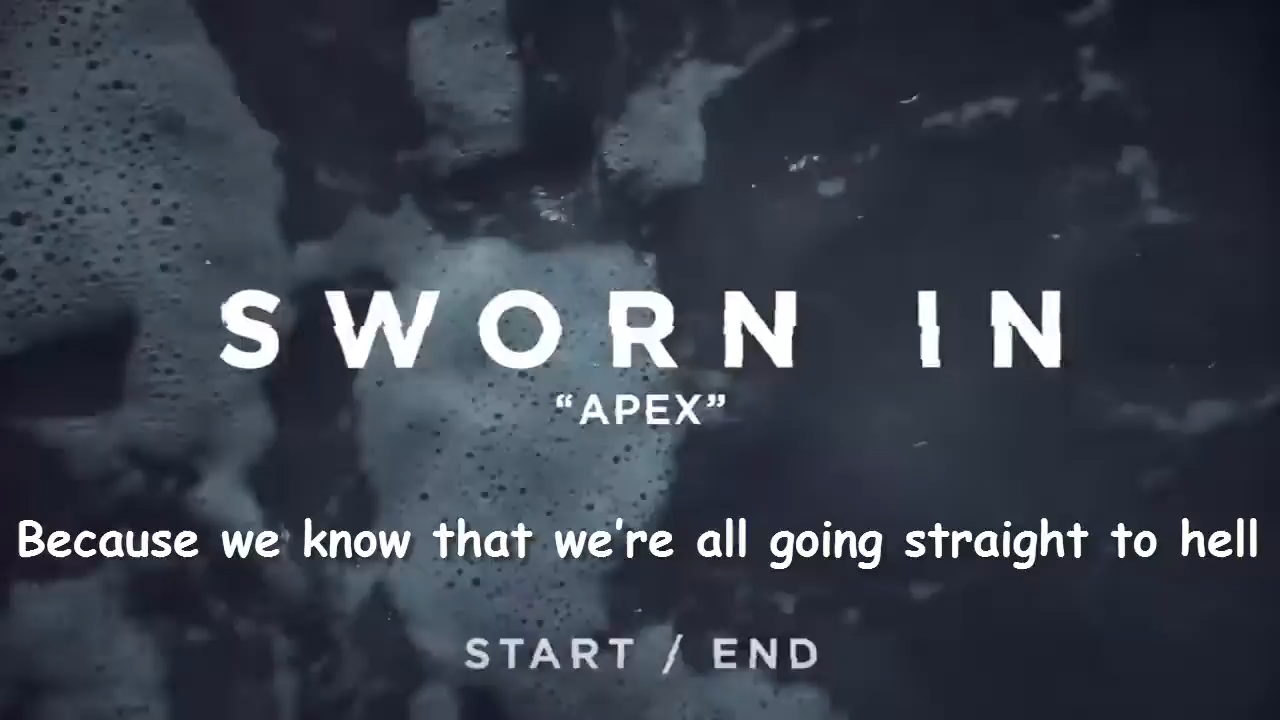 SWORN IN
“APEX”
Because we know that we're all going straight to hell
START / END